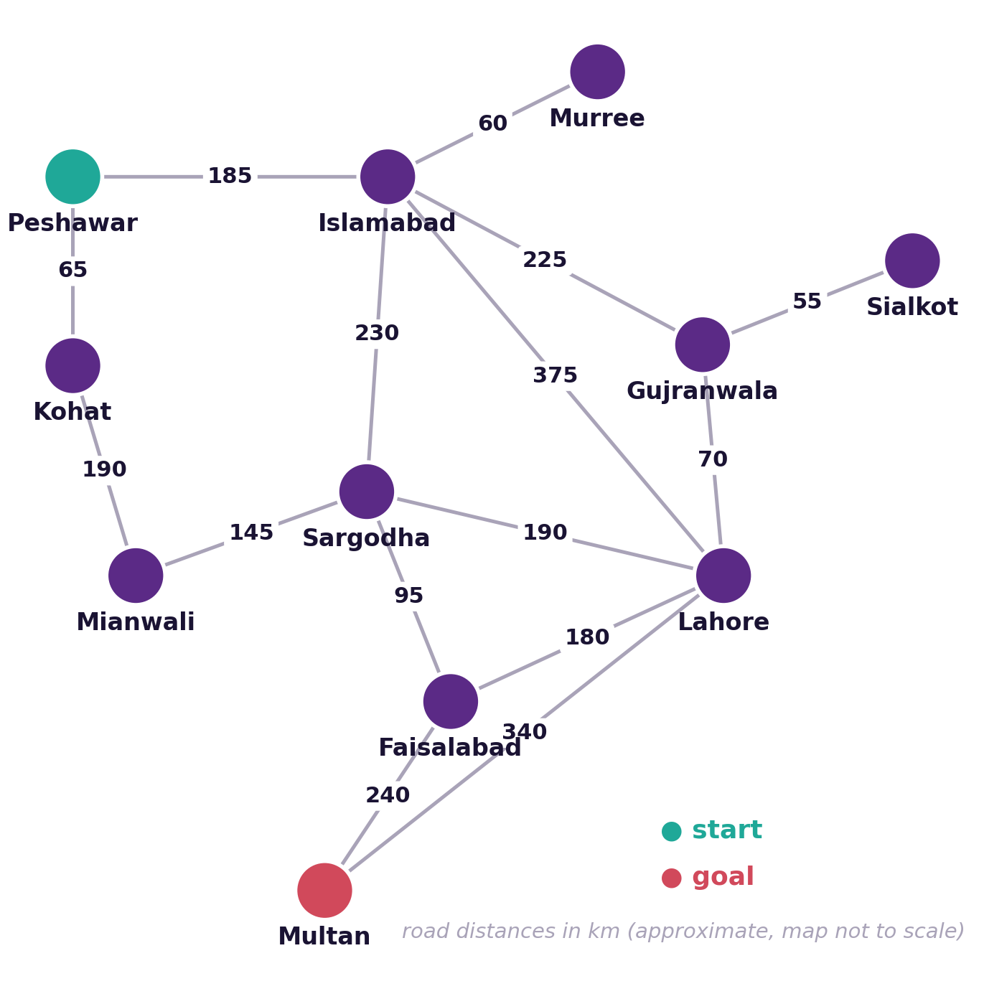 Murree
60
185
Peshawar
Islamabad
225
65
55
Sialkot
230
375
Gujranwala
Kohat
70
190
145
Sargodha
190
95
Mianwali
Lahore
180
340
Faisalabad
240
start
goal
Multan
road distances in km (approximate, map not to scale)